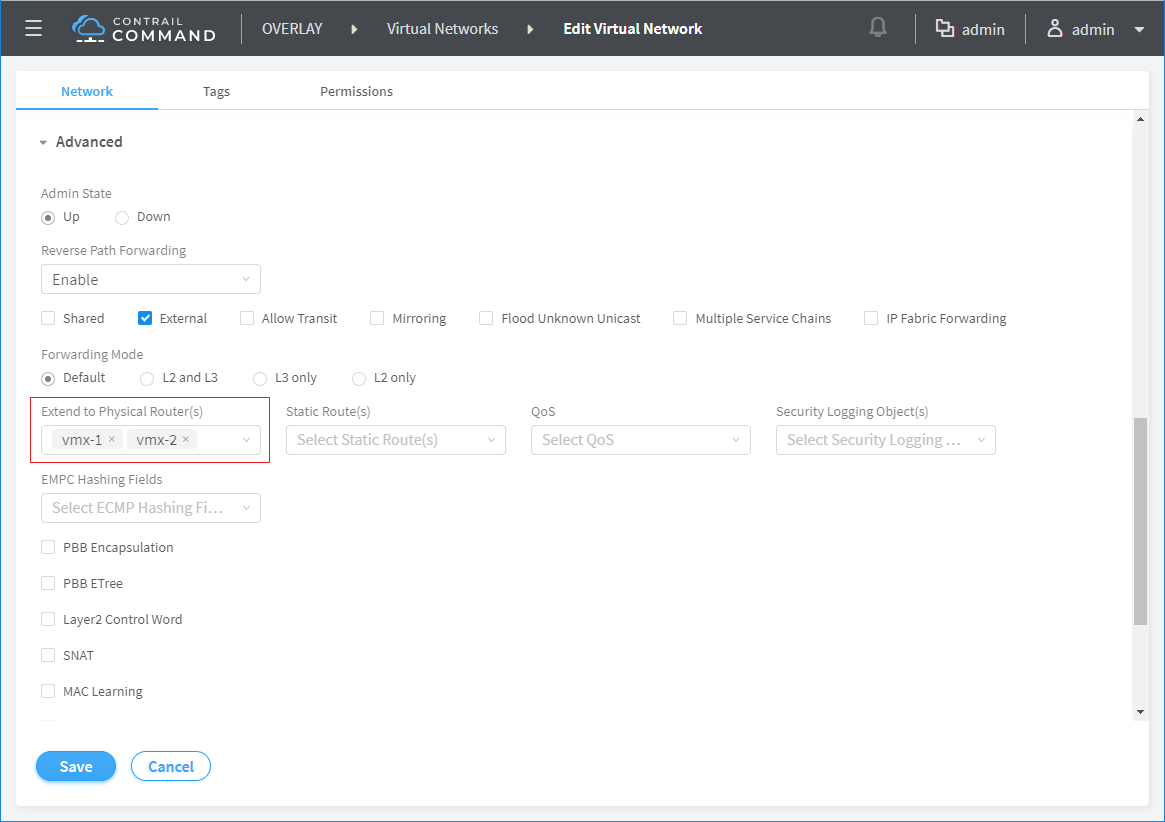 CONTRAIL
COMMAND
OVERLAY Virtual Networks Edit Virtual Network admin admin
Network Tags Permissions
Advanced
Admin State
Up Down
Reverse Path Forwarding
Enable
Shared External Allow Transit Mirroring Flood Unknown Unicast Multiple Service Chains IP Fabric Forwarding
Forwarding Mode
Default L2 and L3 L3 only L2 only
Extend to Physical Router(s) Static Route(s) QoS Security Logging Object(s)
vmx-1 × vmx-2 × Select Static Route(s) Select QoS Select Security Logging ...
EMPC Hashing Fields
Select ECMP Hashing Fi...
PBB Encapsulation
PBB ETree
Layer2 Control Word
SNAT
MAC Learning
Save Cancel